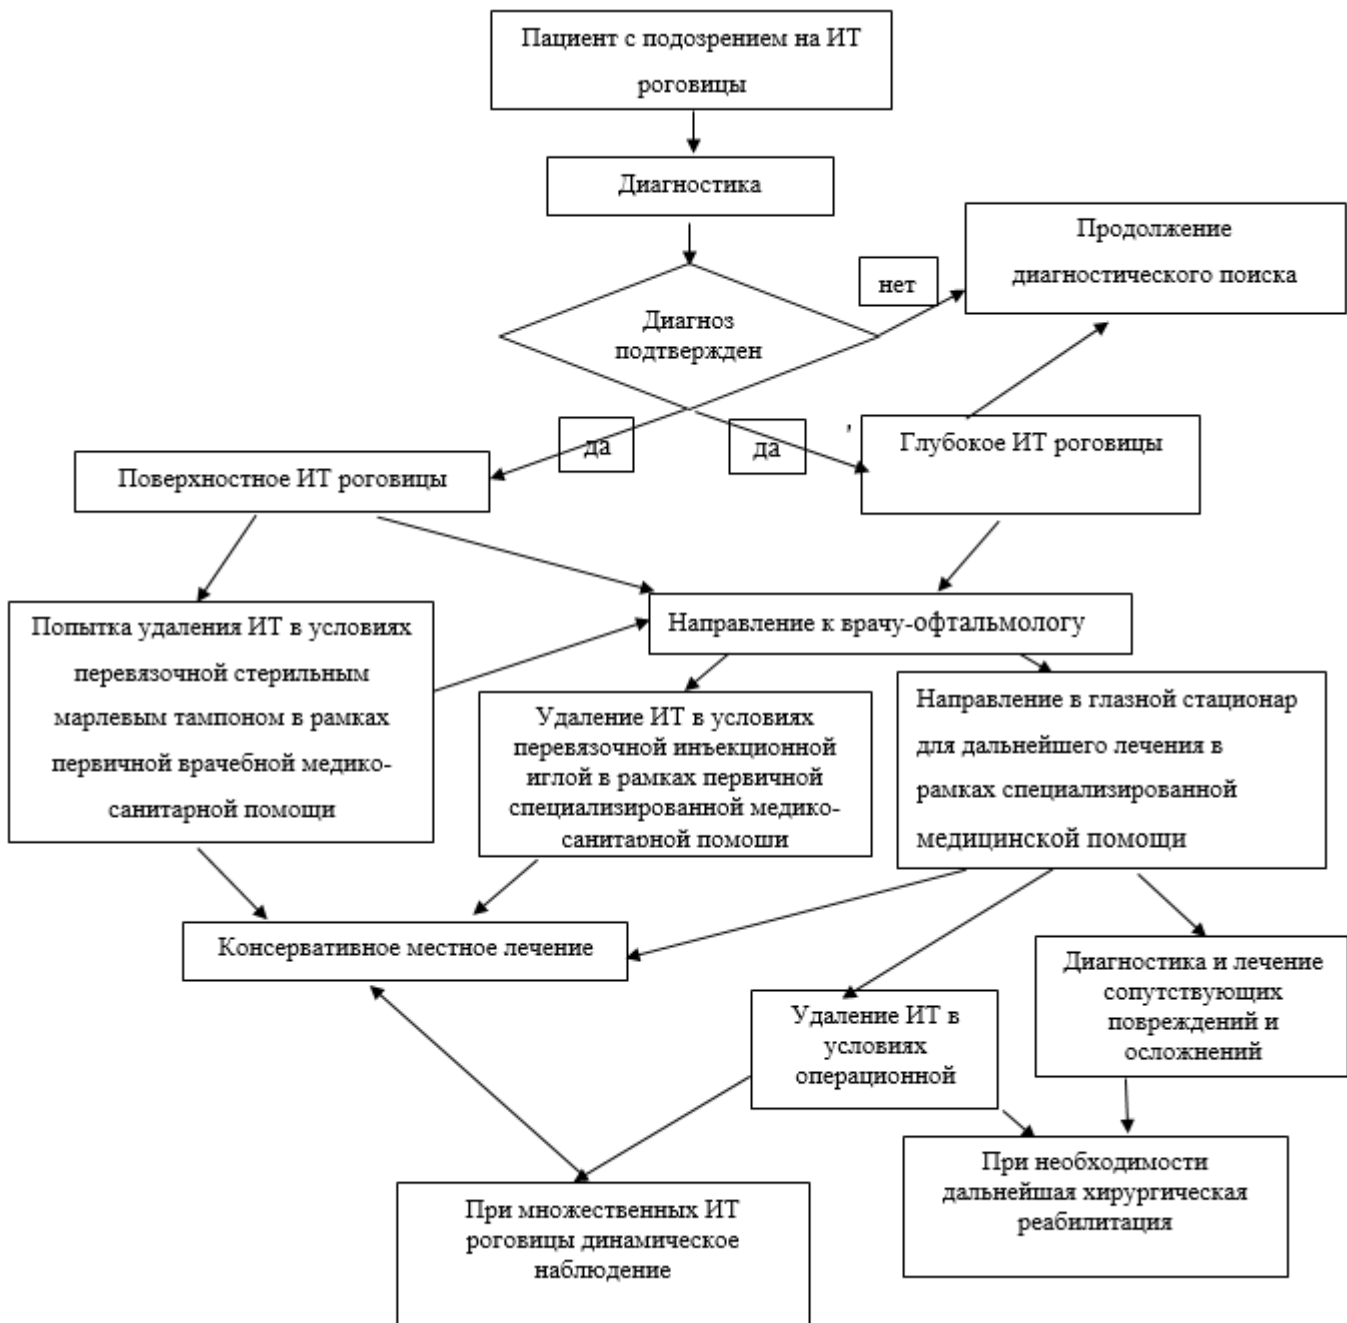 Пациент с подозрением на ИТ
роговицы
Диагностика
Продолжение
диагностического поиска
нет
Диагноз
подтвержден
да
да
Глубокое ИТ роговицы
Поверхностное ИТ роговицы
Попытка удаления ИТ в условиях
перевязочной стерильным
марлевым тампоном в рамках
первичной врачебной медико-
санитарной помощи
Направление к врачу-офтальмологу
Удаление ИТ в условиях
перевязочной инъекционной
иглой в рамках первичной
специализированной медико-
санитарной помощи
Направление в глазной стационар
для дальнейшего лечения в
рамках специализированной
медицинской помощи
Консервативное местное лечение
Удаление ИТ в
условиях
операционной
Диагностика и лечение
сопутствующих
повреждений и
осложнений
При необходимости
дальнейшая хирургическая
реабилитация
При множественных ИТ
роговицы динамическое
наблюдение